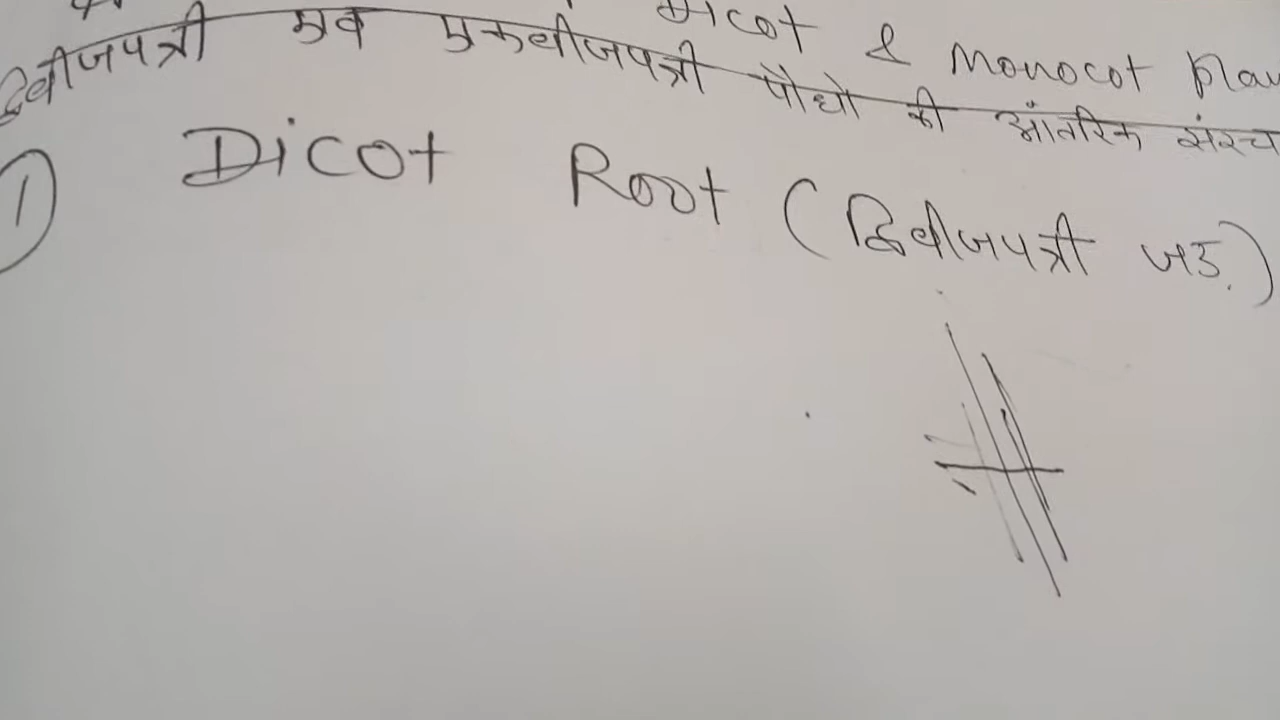 Dicot & Monocot
द्विबीजपत्री एवं एकबीजपत्री पौधों की आंतरिक
① Dicot Root (द्विबीजपत्री जड़)